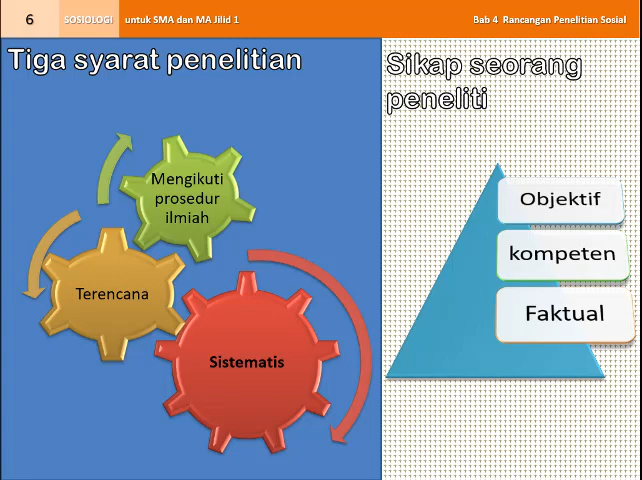 6
SOSIOLOGI untuk SMA dan MA Jilid 1
Bab 4 Rancangan Penelitian Sosial
Tiga syarat penelitian
Mengikuti
prosedur
ilmiah
Terencana
Sistematis
Sikap seorang
peneliti
Objektif
kompeten
Faktual